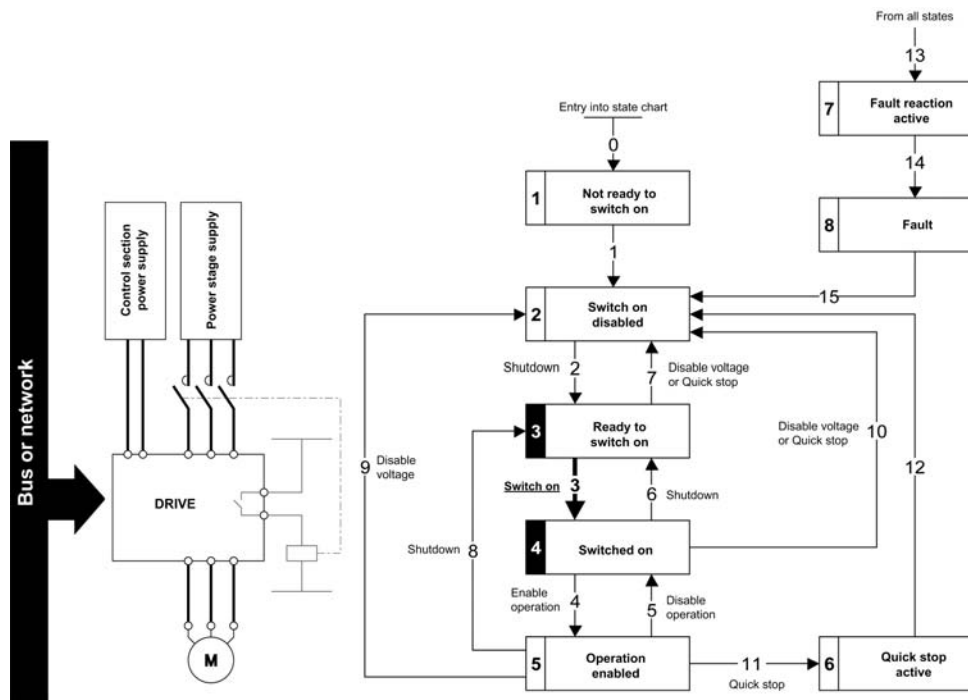 Bus or network
Control section
power supply
Power stage supply
DRIVE
M
Entry into state chart
0
1
Not ready to
switch on
1
2
Switch on
disabled
Shutdown
2
7
Disable voltage
or Quick stop
3
Ready to
switch on
Switch on
3
6
Shutdown
4
Switched on
Enable
operation
4
5
Disable
operation
5
Operation
enabled
9
Disable
voltage
Shutdown
8
11
Quick stop
6
Quick stop
active
Disable voltage
or Quick stop
10
12
From all states
13
7
Fault reaction
active
14
8
Fault
15